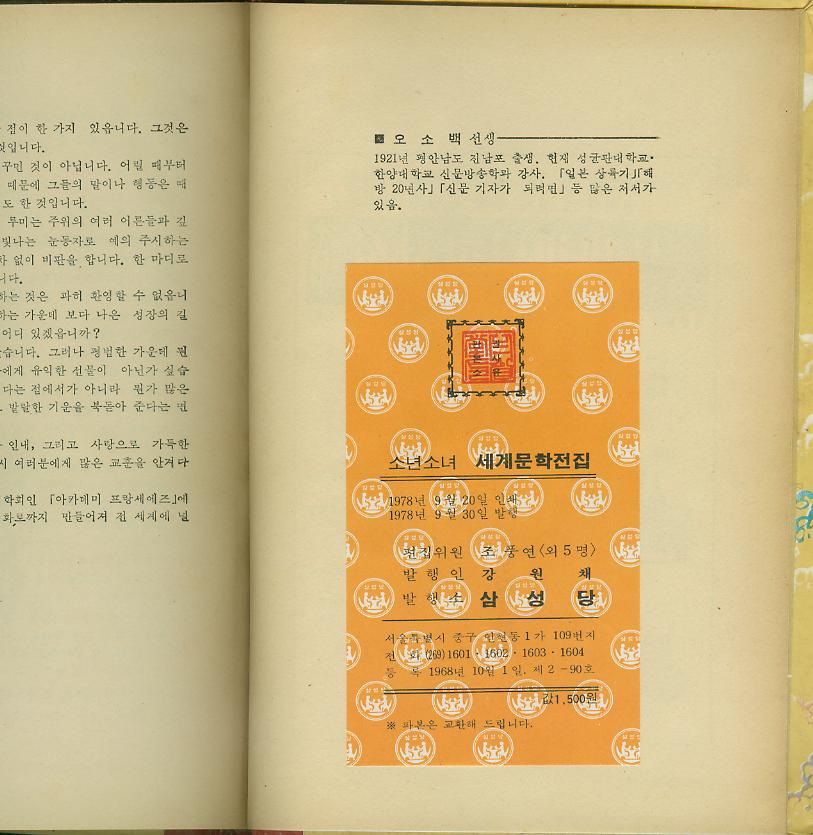 점이 한 가지 있읍니다. 그것은
것입니다.
꾸민 것이 아닙니다. 어릴 때부터
때문에 그들의 말이나 행동은 때
도 한 것입니다.
루미는 주위의 여러 어른들과 깊
빛나는 눈동자로 예의 주시하는
없이 비판을 합니다. 한 마디로
니다.
하는 것은 과히 환영할 수 없읍니
하는 가운데 보다 나은 성장의 길
어디 있겠읍니까?
습니다. 그러나 평범한 가운데 뭔
에게 유익한 선물이 아닌가 싶습
다는 점에서가 아니라 뭔가 많은
발랄한 기운을 북돋아 준다는 면
인내, 그리고 사랑으로 가득한
시 여러분에게 많은 교훈을 안겨다
학회인 「아카데미 프랑세에즈」에
화로까지 만들어져 전 세계에 널
■ 오 소 백 선생
1921년 평안남도 진남포 출생. 현재 성균관대학교·
한양대학교 신문방송학과 강사. 「일본 상륙기」「해
방 20년사」「신문 기자가 되려면」 등 많은 저서가
있음.
소년소녀 세계문학전집
1978년 9월 20일 인쇄
1978년 9월 30일 발행
편집위원 조 풍 연〈외 5 명〉
발 행 인 강 원 채
발 행 소 삼 성 당
서울특별시 중구 인현동 1 가 109번지
전 화 (269) 1601 · 1602 · 1603 · 1604
등 록 1968년 10월 1일. 제 2 -90호
값1,500원
※ 파본은 교환해 드립니다.
삼성당